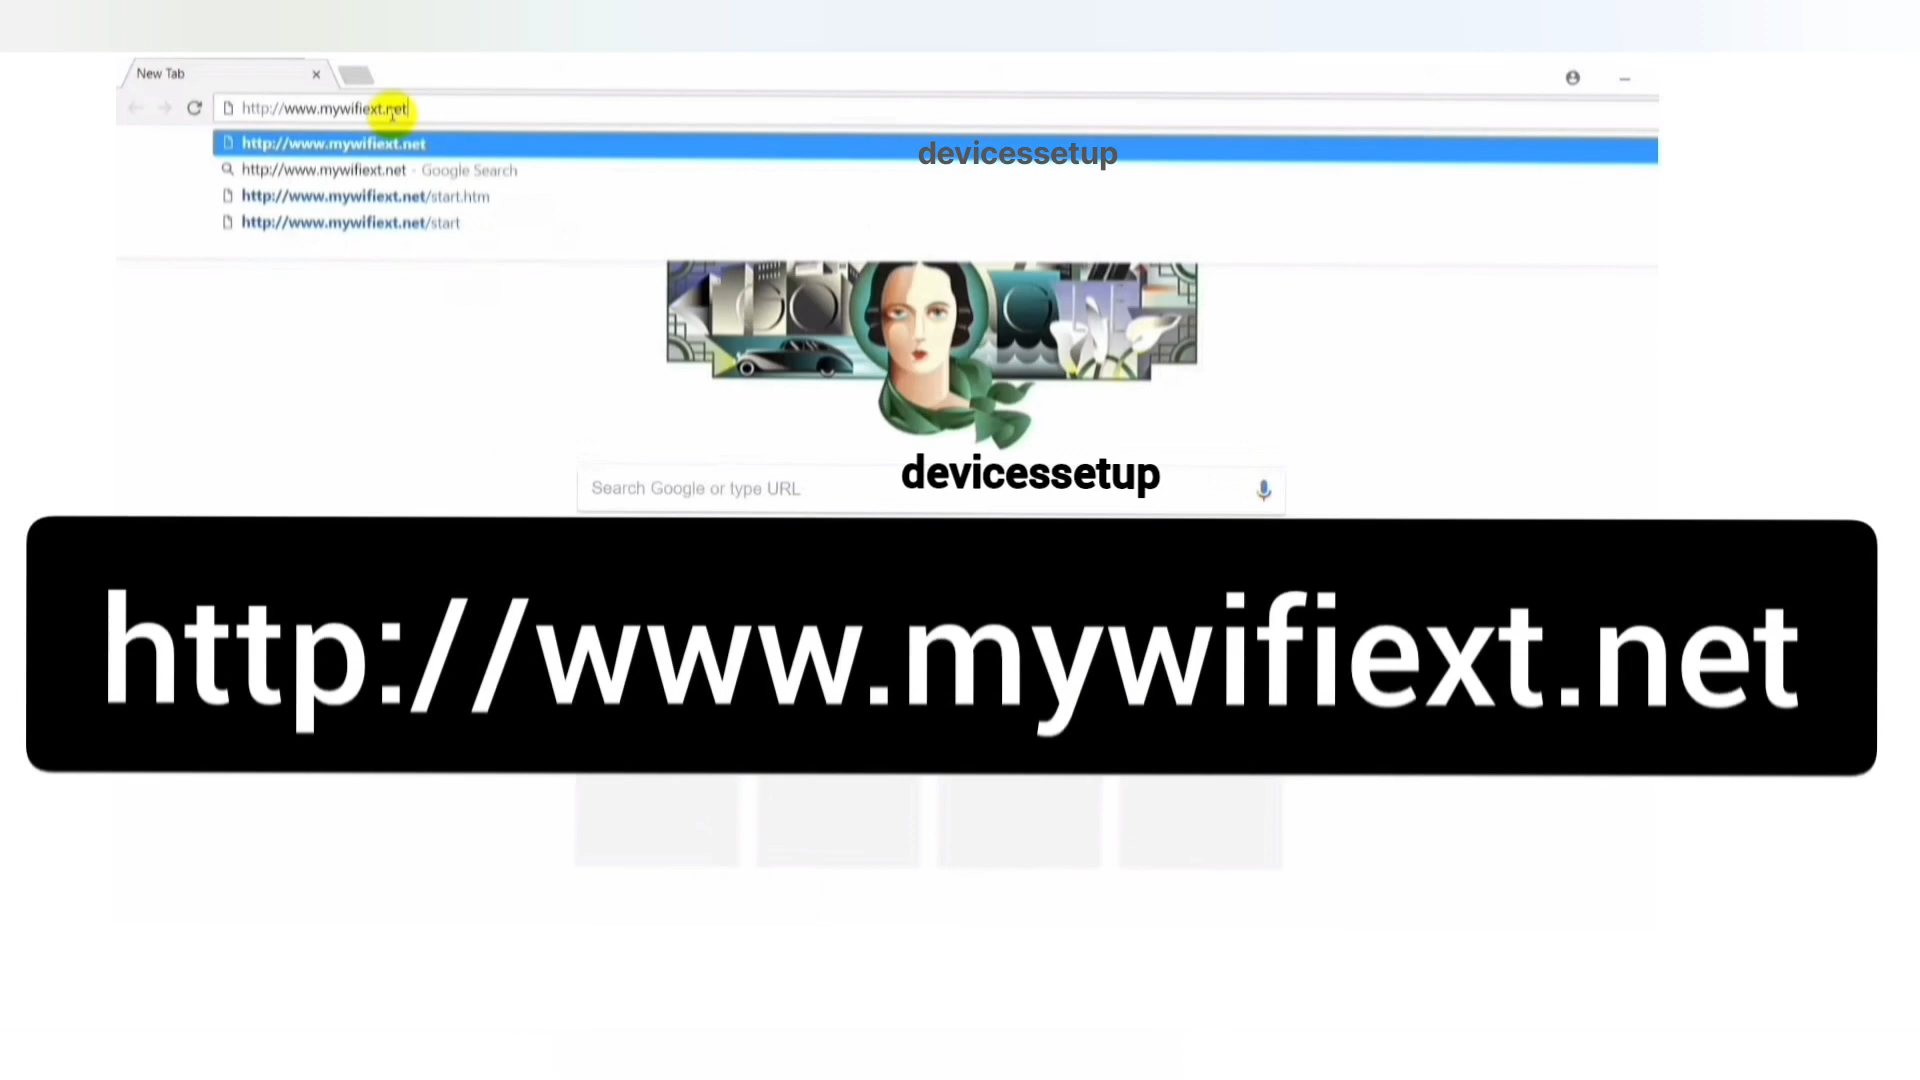 New Tab
http://www.mywifiext.net
http://www.mywifiext.net
devicessetup
http://www.mywifiext.net - Google Search
http://www.mywifiext.net/start.htm
http://www.mywifiext.net/start
devicessetup
Search Google or type URL
http://www.mywifiext.net